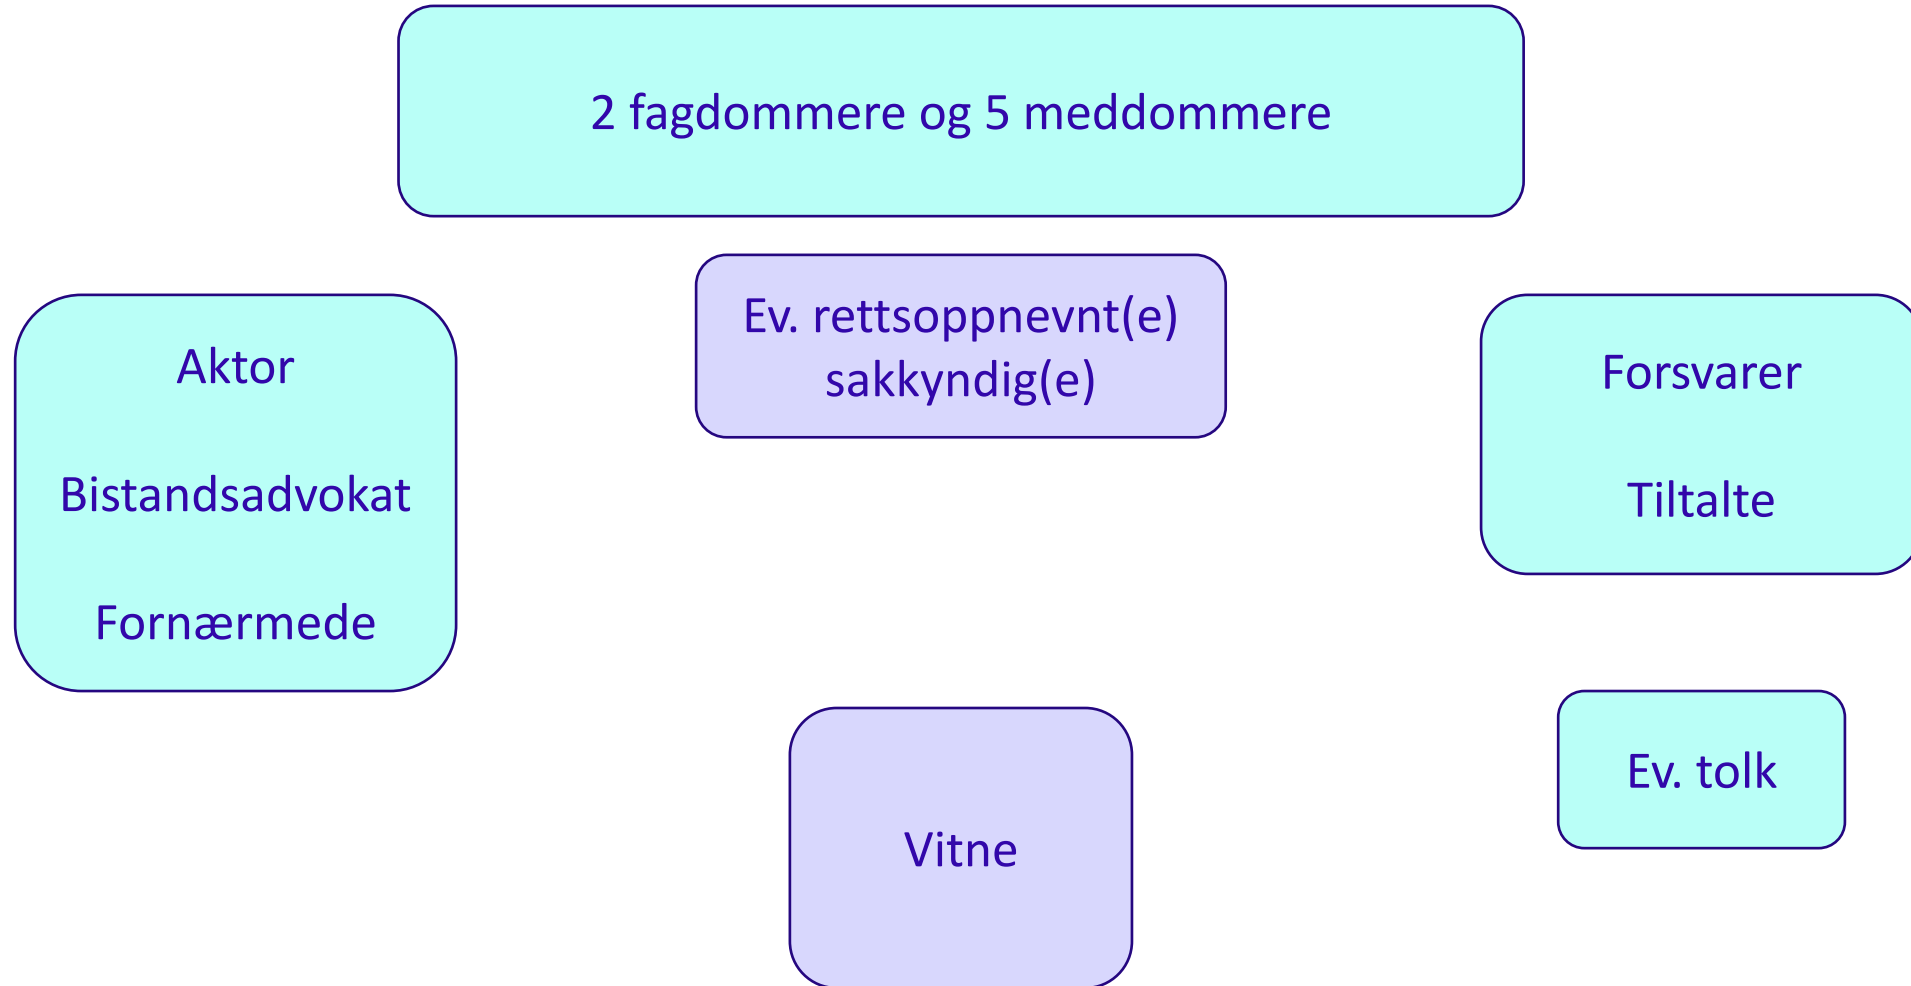 2 fagdommere og 5 meddommere
Ev. rettsoppnevnt(e)
sakkyndig(e)
Aktor
Bistandsadvokat
Fornærmede
Forsvarer
Tiltalte
Ev. tolk
Vitne